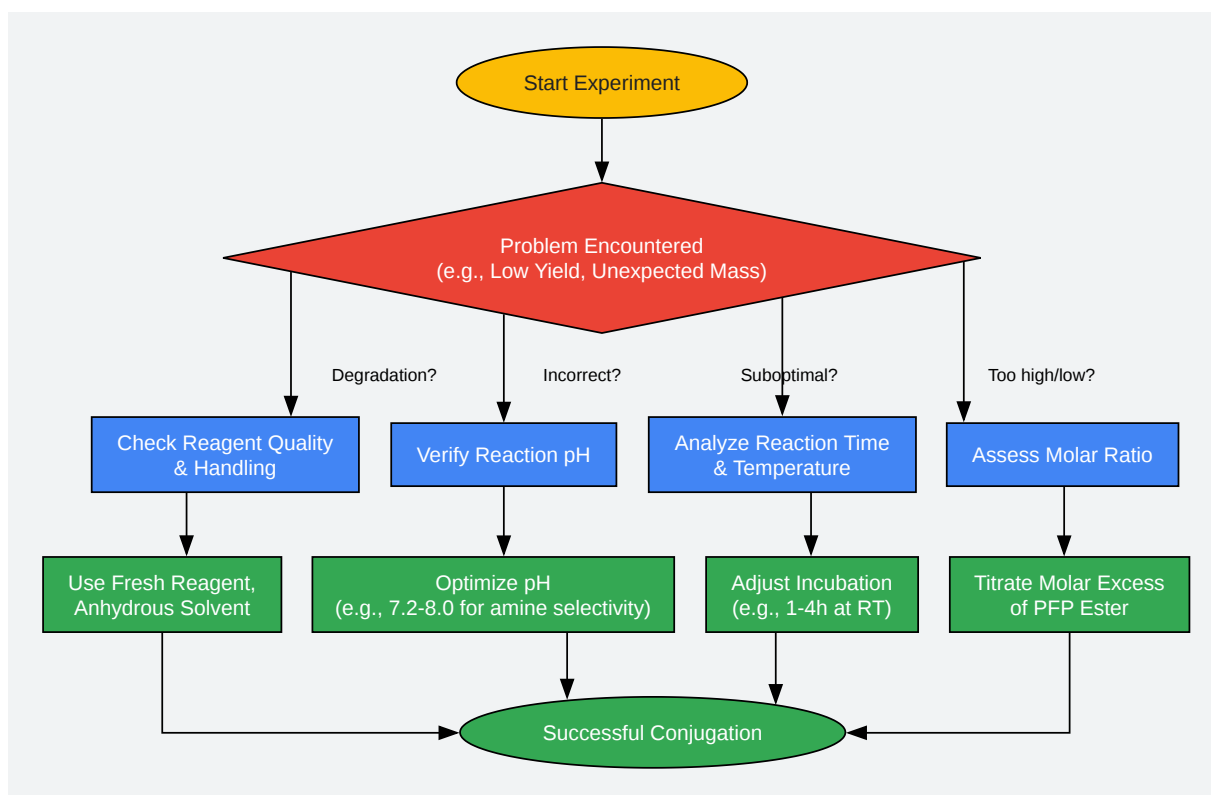 Start Experiment
Problem Encountered
(e.g., Low Yield, Unexpected Mass)
Degradation?
Incorrect?
Suboptimal?
Too high/low?
Check Reagent Quality
& Handling
Verify Reaction pH
Analyze Reaction Time
& Temperature
Assess Molar Ratio
Use Fresh Reagent,
Anhydrous Solvent
Optimize pH
(e.g., 7.2-8.0 for amine selectivity)
Adjust Incubation
(e.g., 1-4h at RT)
Titrate Molar Excess
of PFP Ester
Successful Conjugation